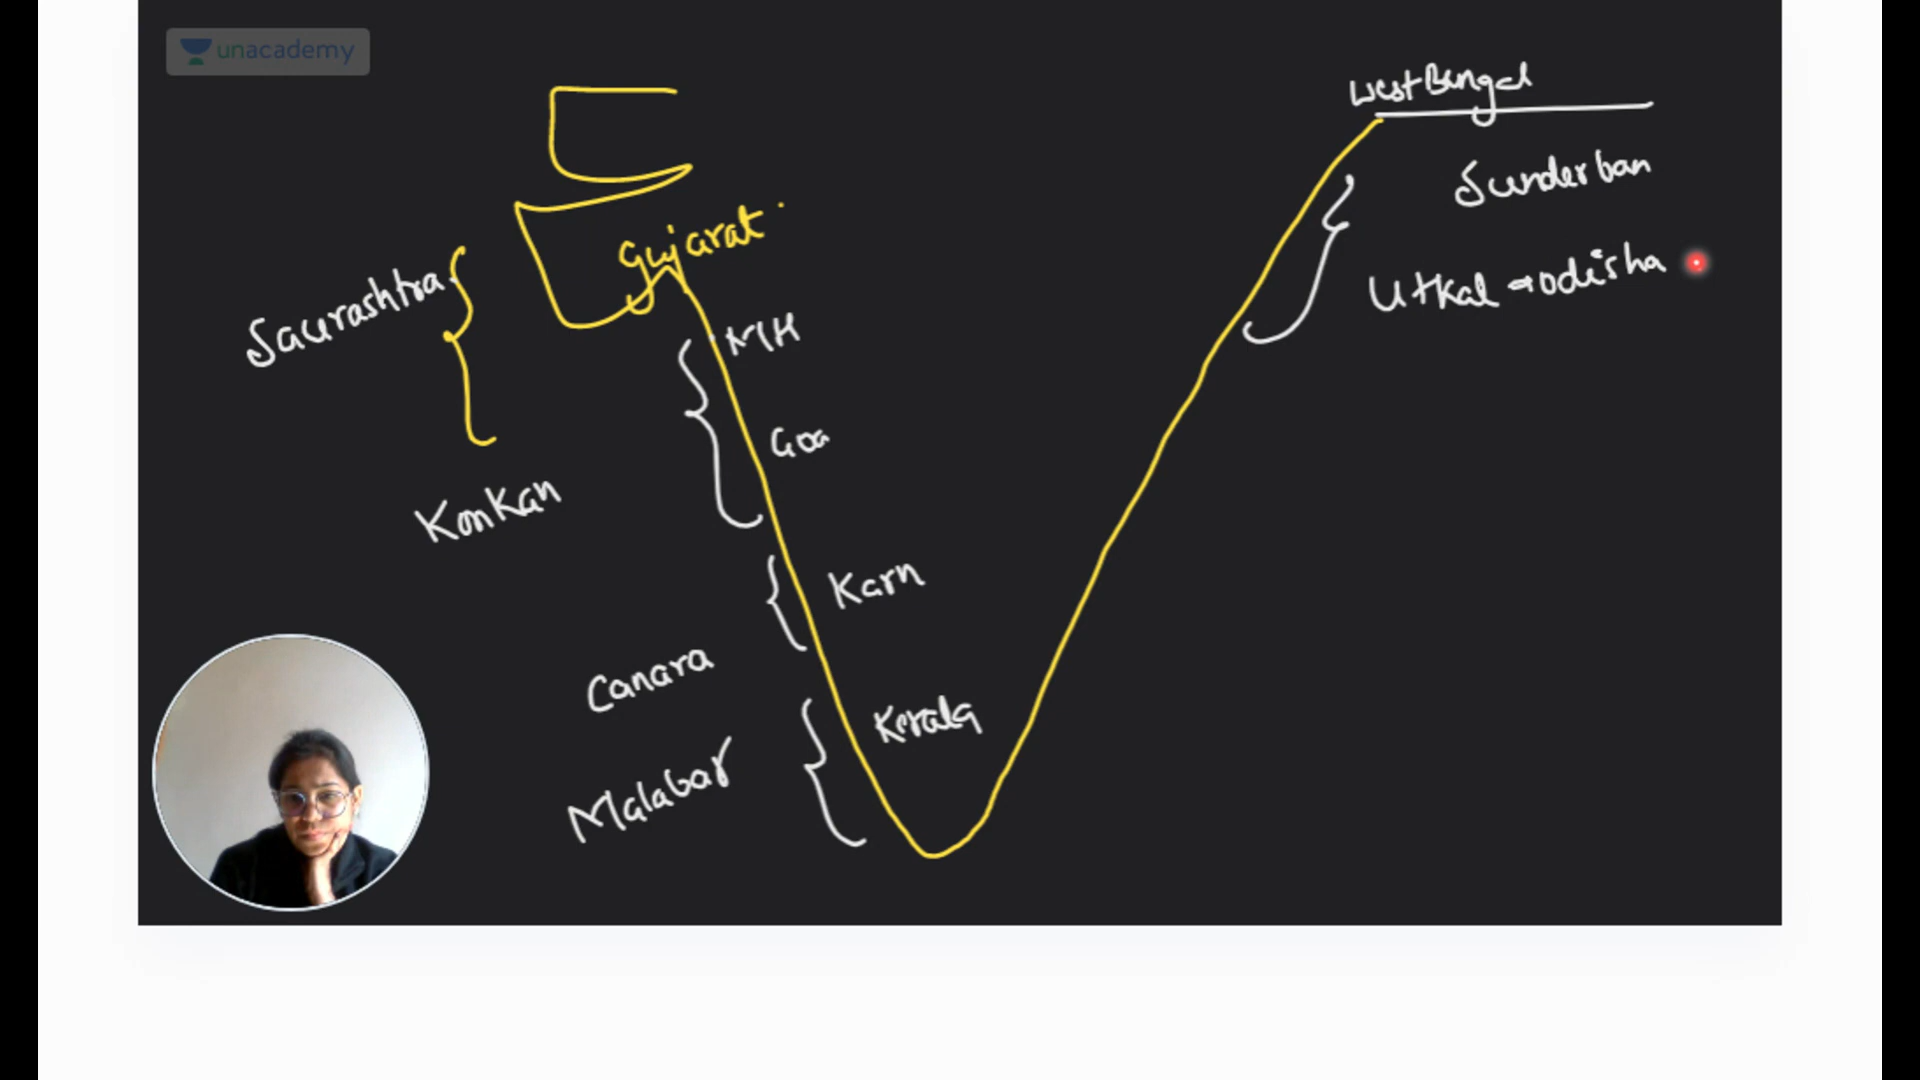 unacademy
West Bengal
Sunderban
Gujarat
Utkal → odisha
Saurashtra
MH
Goa
Konkan
Karn
Canara
Kerala
Malabar